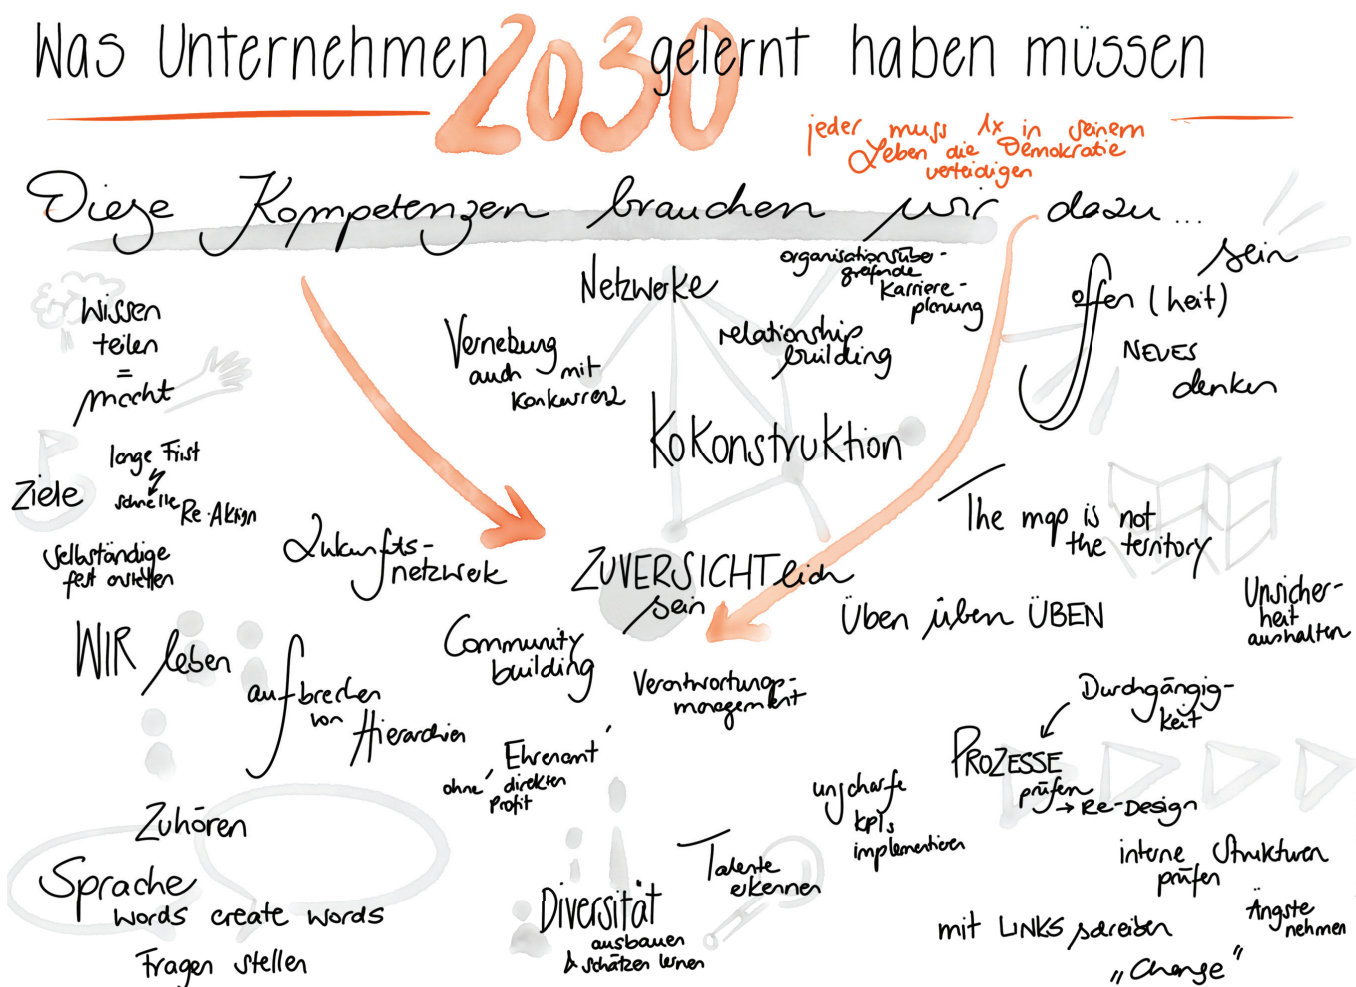 Was Unternehmen 2030 gelernt haben müssen
jeder muss 1x in seinem
Leben die Demokratie
verteidigen
Diese Kompetenzen brauchen wir dazu...
Wissen
teilen
=
macht
Netzwerke
organisationsüber-
greifende
Karriere-
planung
offen (heit)
sein
NEUES
denken
Vernebung
auch mit
Konkurrenz
relationship
building
KoKonstruktion
Ziele
lange Frist
schnelle Re-Aktion
Selbständige
fest anstellen
Zukunfts-
netzwerk
ZUVERSICHTlich
sein
The map is not
the territory
Üben üben ÜBEN
Unsicher-
heit
aushalten
WIR leben
aufbrechen
von
Hierarchien
Community
building
Verantwortungs-
management
Durchgängig-
keit
PROZESSE
prüfen
→ Re-Design
"Ehrenamt"
ohne direkten
Profit
unscharfe
KPIs
implementieren
interne Strukturen
prüfen
Zuhören
Sprache
words create words
Fragen stellen
Diversität
ausbauen
& schätzen lernen
Talente
erkennen
Ängste
nehmen
mit LINKS schreiben
"Change"